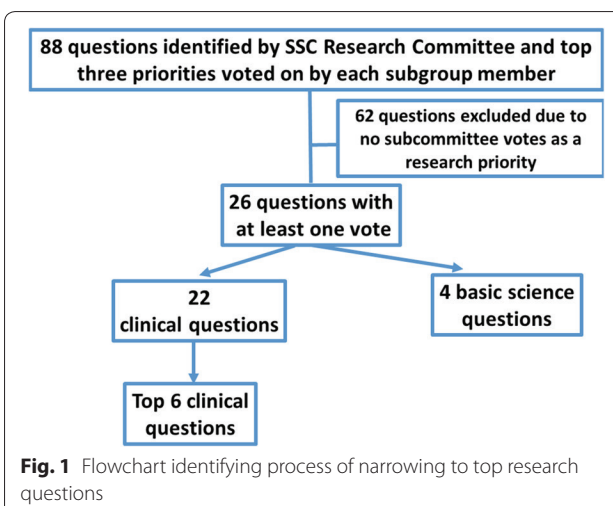 88 questions identified by SSC Research Committee and top
three priorities voted on by each subgroup member
62 questions excluded due to
no subcommittee votes as a
research priority
26 questions with
at least one vote
22
clinical questions
4 basic science
questions
Top 6 clinical
questions
Fig. 1 Flowchart identifying process of narrowing to top research
questions